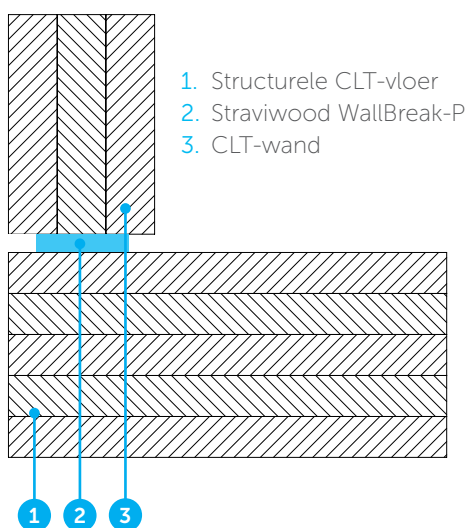 1. Structurele CLT-vloer
2. Straviwood WallBreak-P
3. CLT-wand
1 2 3